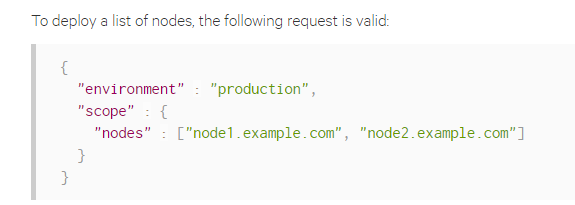 To deploy a list of nodes, the following request is valid:
{
"environment" : "production",
"scope" : {
"nodes" : ["node1.example.com", "node2.example.com"]
}
}